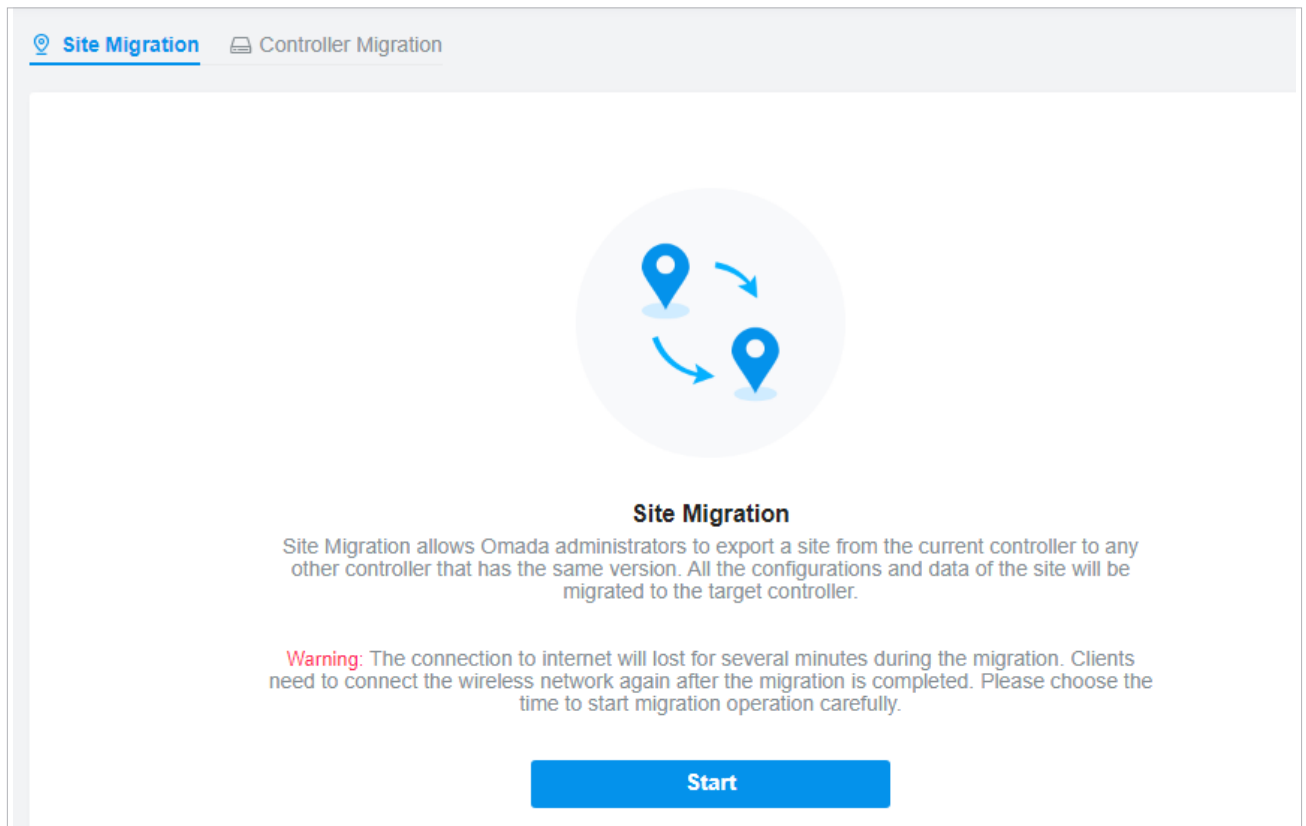 Site Migration Controller Migration
Site Migration
Site Migration allows Omada administrators to export a site from the current controller to any
other controller that has the same version. All the configurations and data of the site will be
migrated to the target controller.
Warning: The connection to internet will lost for several minutes during the migration. Clients
need to connect the wireless network again after the migration is completed. Please choose the
time to start migration operation carefully.
Start